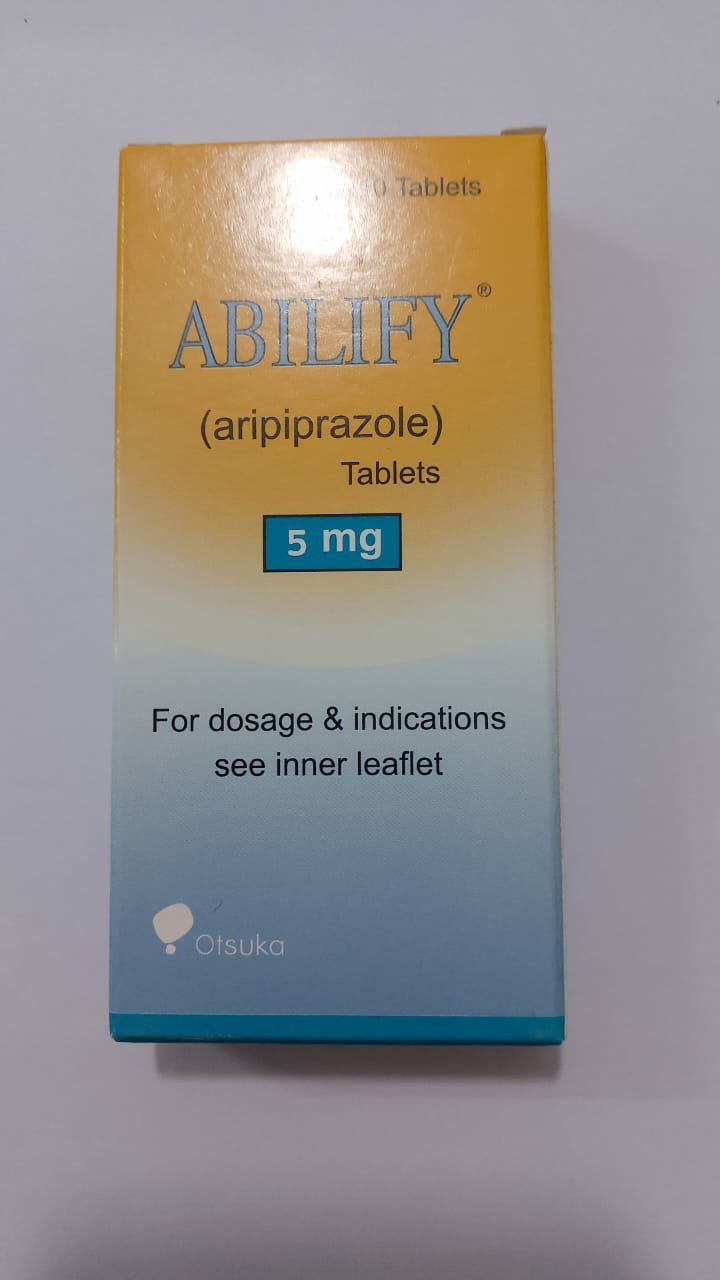 Tablets
ABILIFY®
(aripiprazole)
Tablets
5 mg
For dosage & indications
see inner leaflet
Otsuka